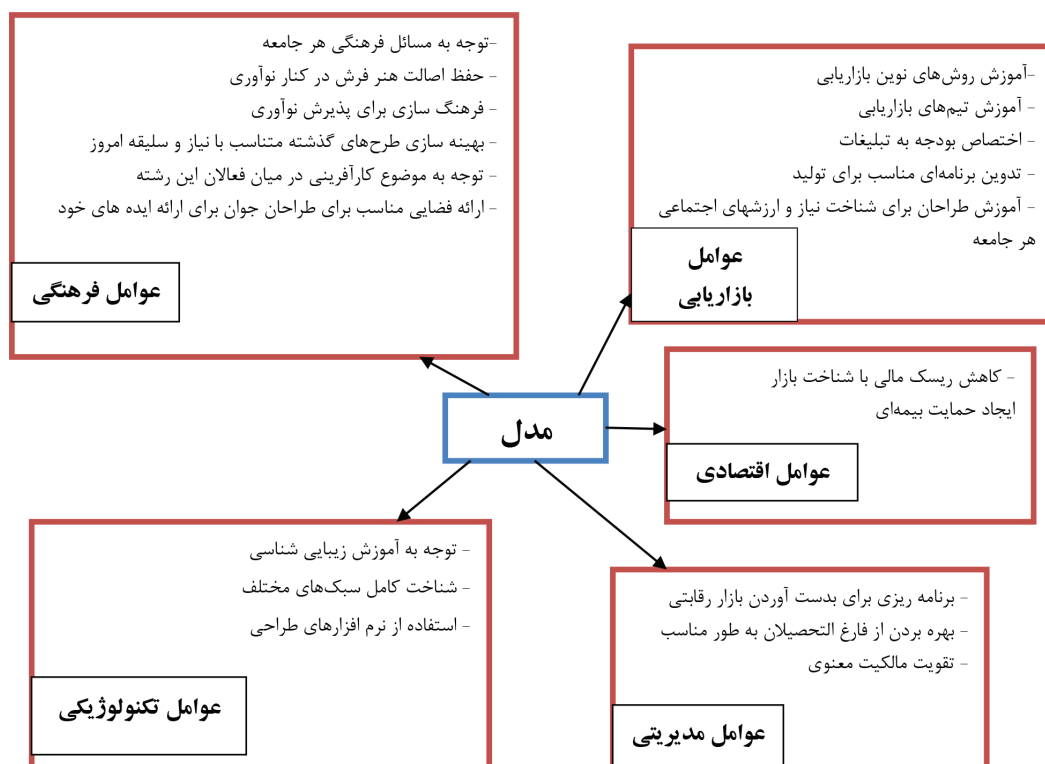 -آموزش روش‌های نوین بازاریابی
- آموزش تیم‌های بازاریابی
- اختصاص بودجه به تبلیغات
- تدوین برنامه‌ای مناسب برای تولید
- آموزش طراحان برای شناخت نیاز و ارزشهای اجتماعی
هر جامعه
عوامل
بازاریابی
-توجه به مسائل فرهنگی هر جامعه
- حفظ اصالت هنر فرش در کنار نوآوری
- فرهنگ سازی برای پذیرش نوآوری
- بهینه سازی طرح‌های گذشته متناسب با نیاز و سلیقه امروز
- توجه به موضوع کارآفرینی در میان فعالان این رشته
- ارائه فضایی مناسب برای طراحان جوان برای ارائه ایده های خود
عوامل فرهنگی
- کاهش ریسک مالی با شناخت بازار
ایجاد حمایت بیمه‌ای
عوامل اقتصادی
مدل
- برنامه ریزی برای بدست آوردن بازار رقابتی
- بهره بردن از فارغ التحصیلان به طور مناسب
- تقویت مالکیت معنوی
عوامل مدیریتی
- توجه به آموزش زیبایی شناسی
- شناخت کامل سبک‌های مختلف
- استفاده از نرم افزارهای طراحی
عوامل تکنولوژیکی